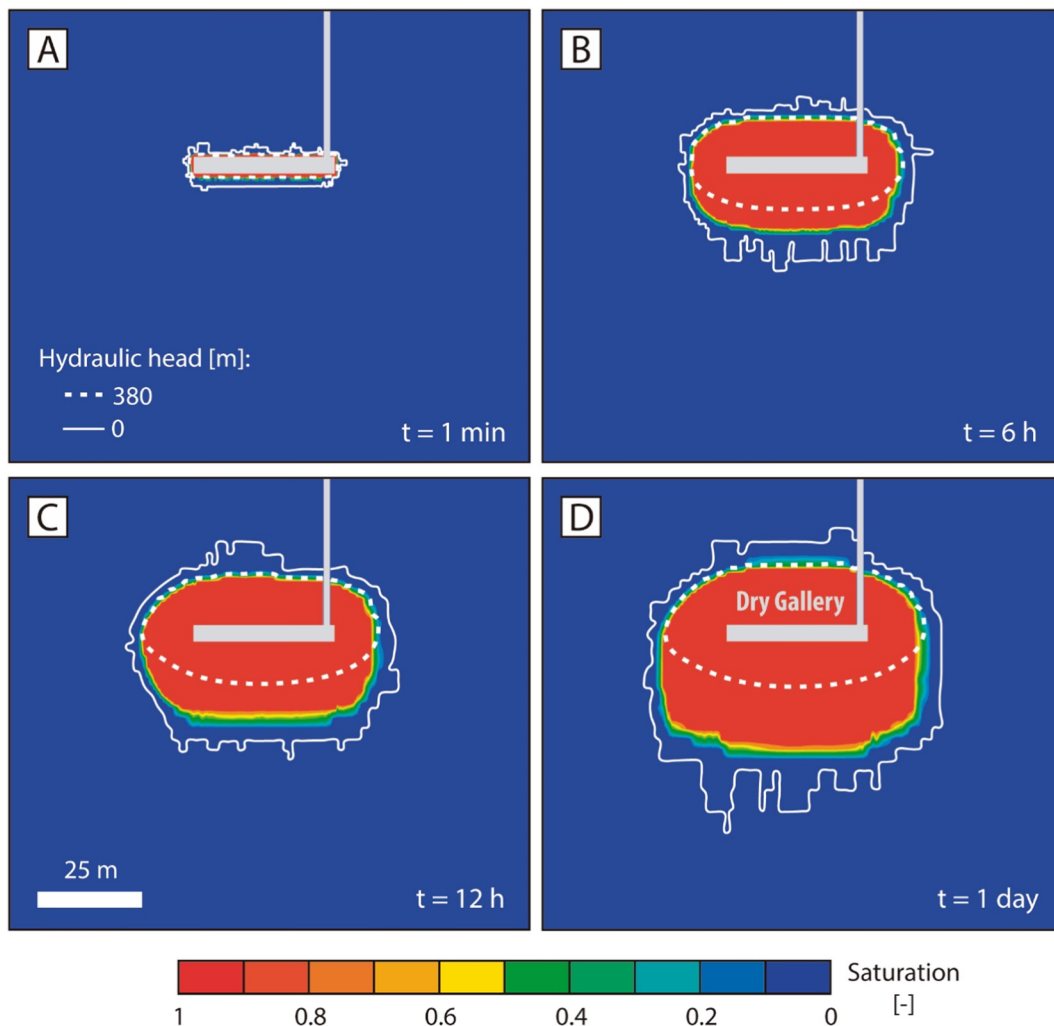 A
Hydraulic head [m]:
380
0
t = 1 min
B
t = 6 h
C
25 m
t = 12 h
D
Dry Gallery
t = 1 day
1 0.8 0.6 0.4 0.2 0
Saturation
[-]